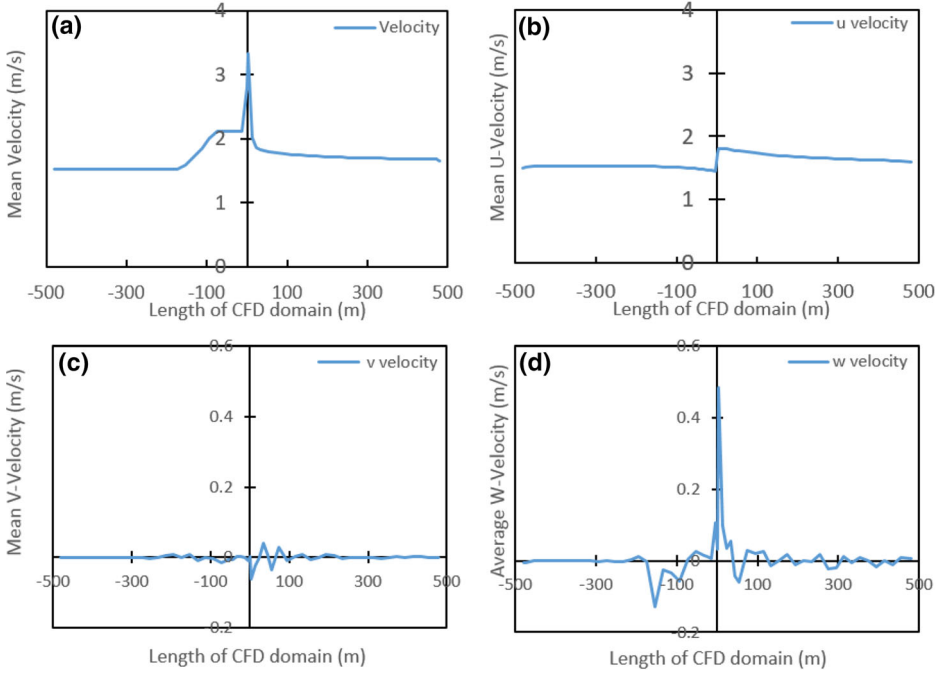 (a)
Velocity
Mean Velocity (m/s)
4
3
2
1
0
-500 -300 -100 100 300 500
Length of CFD domain (m)
(b)
u velocity
Mean U-Velocity (m/s)
4
3
2
1
0
-500 -300 -100 100 300 500
Length of CFD domain (m)
(c)
v velocity
Mean V-Velocity (m/s)
0.6
0.4
0.2
0
-0.2
-500 -300 -100 100 300 500
Length of CFD domain (m)
(d)
w velocity
Average W-Velocity (m/s)
0.6
0.4
0.2
0
-0.2
-500 -300 -100 100 300 500
Length of CFD domain (m)